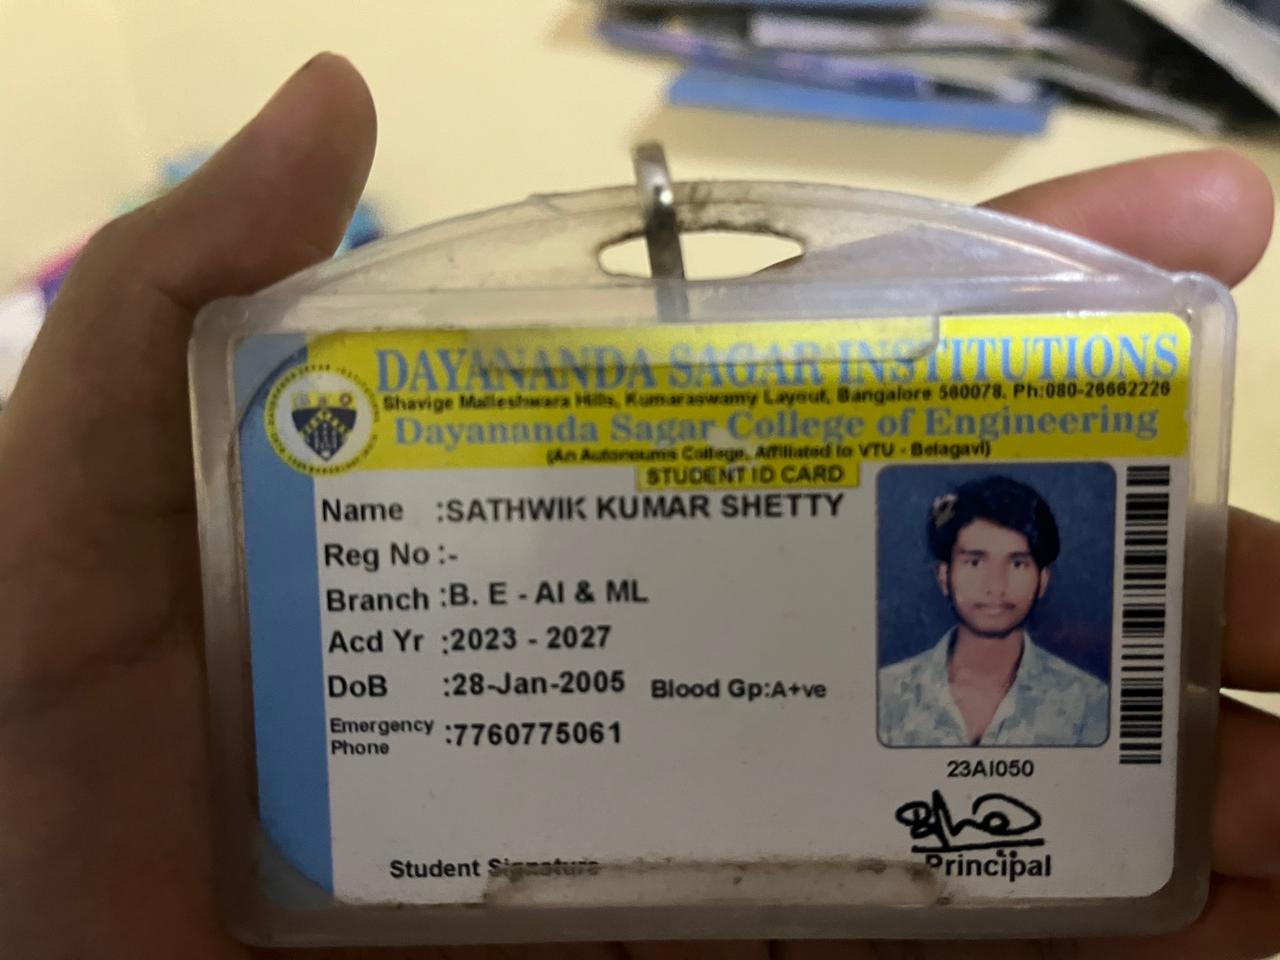 DAYANANDA SAGAR INSTITUTIONS
Shavige Malleshwara Hills, Kumaraswamy Layout, Bangalore 560078. Ph:080-26662226
Dayananda Sagar College of Engineering
(An Autonomous College, Affiliated to VTU - Belagavi)
STUDENT ID CARD
Name :SATHWIK KUMAR SHETTY
Reg No :-
Branch :B. E - AI & ML
Acd Yr :2023 - 2027
DoB :28-Jan-2005 Blood Gp:A+ve
Emergency Phone :7760775061
23AI050
Student Signature
Principal